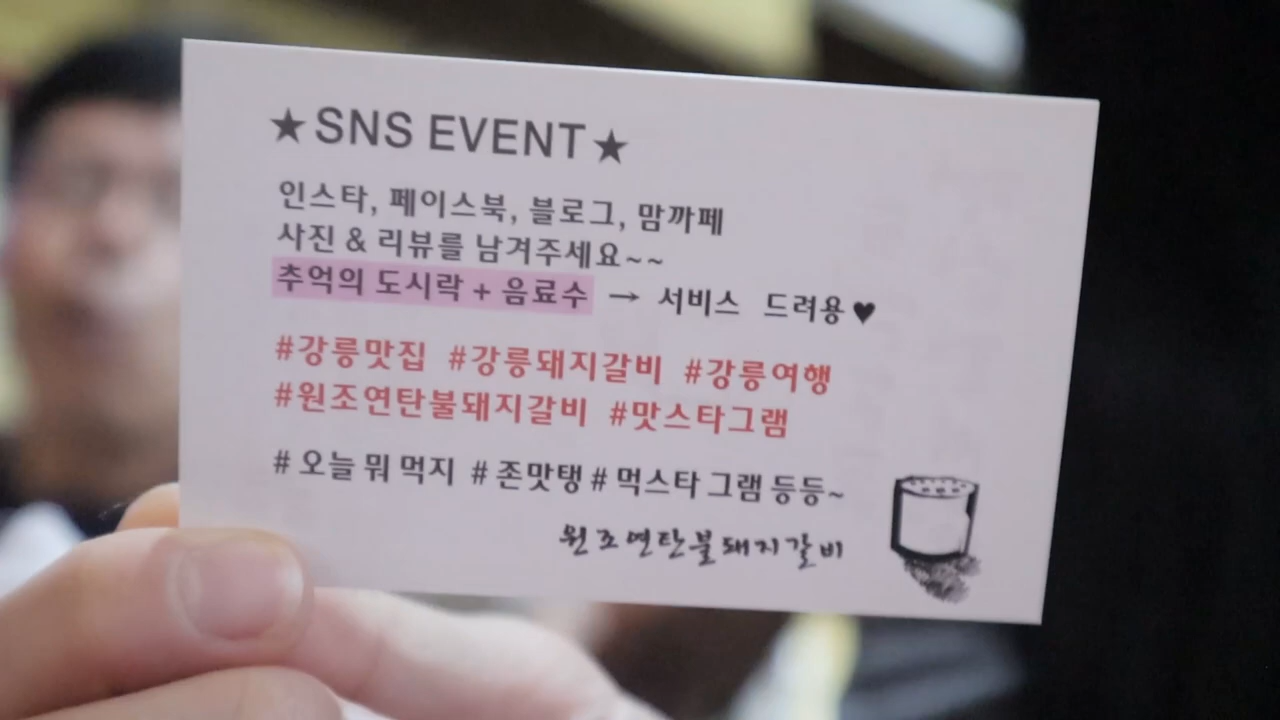 ★SNS EVENT★
인스타, 페이스북, 블로그, 맘까페
사진 & 리뷰를 남겨주세요~~
추억의 도시락 + 음료수 → 서비스 드려용♥
#강릉맛집 #강릉돼지갈비 #강릉여행
#원조연탄불돼지갈비 #맛스타그램
# 오늘 뭐 먹지 # 존맛탱 # 먹스타 그램 등등~
원조연탄불돼지갈비